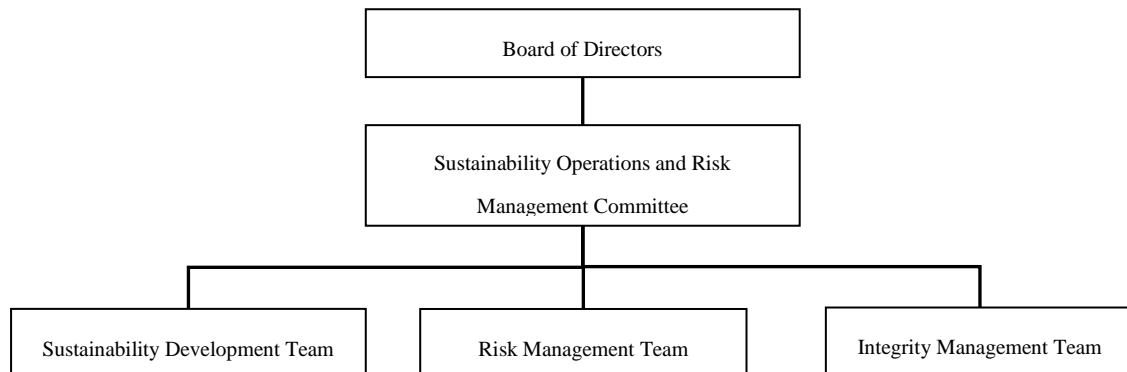 Board of Directors
Sustainability Operations and Risk
Management Committee
Sustainability Development Team
Risk Management Team
Integrity Management Team